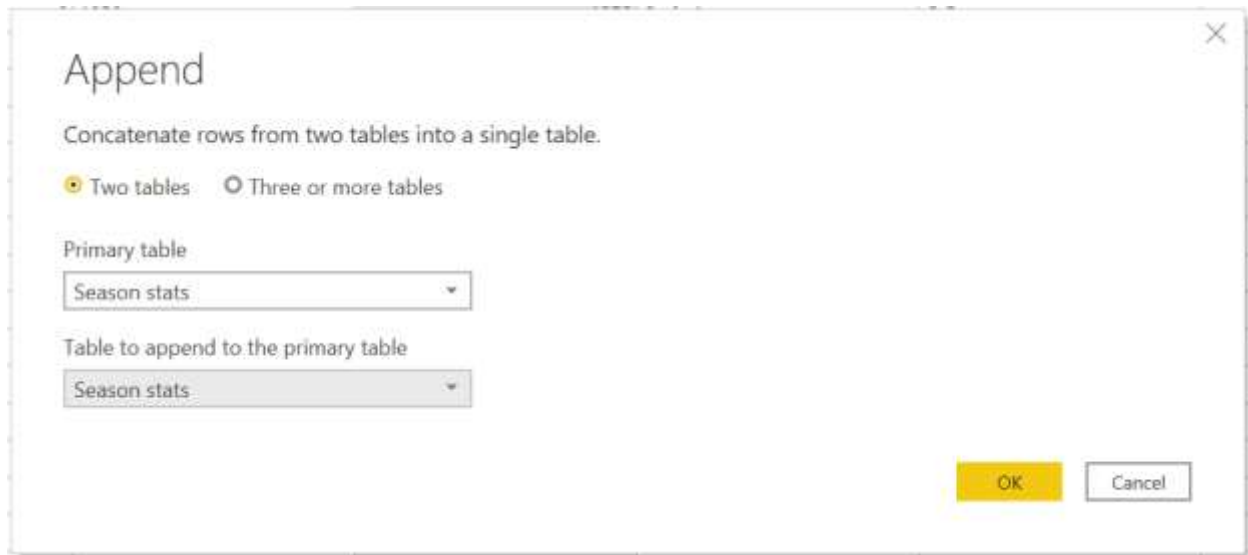 Append
Concatenate rows from two tables into a single table.
Two tables Three or more tables
Primary table
Season stats
Table to append to the primary table
Season stats
OK Cancel